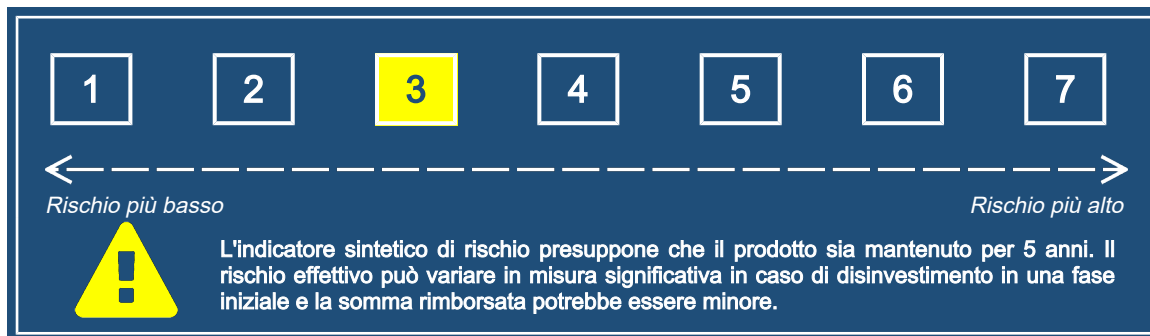 1 2 3 4 5 6 7
Rischio più basso Rischio più alto
L'indicatore sintetico di rischio presuppone che il prodotto sia mantenuto per 5 anni. Il
rischio effettivo può variare in misura significativa in caso di disinvestimento in una fase
iniziale e la somma rimborsata potrebbe essere minore.